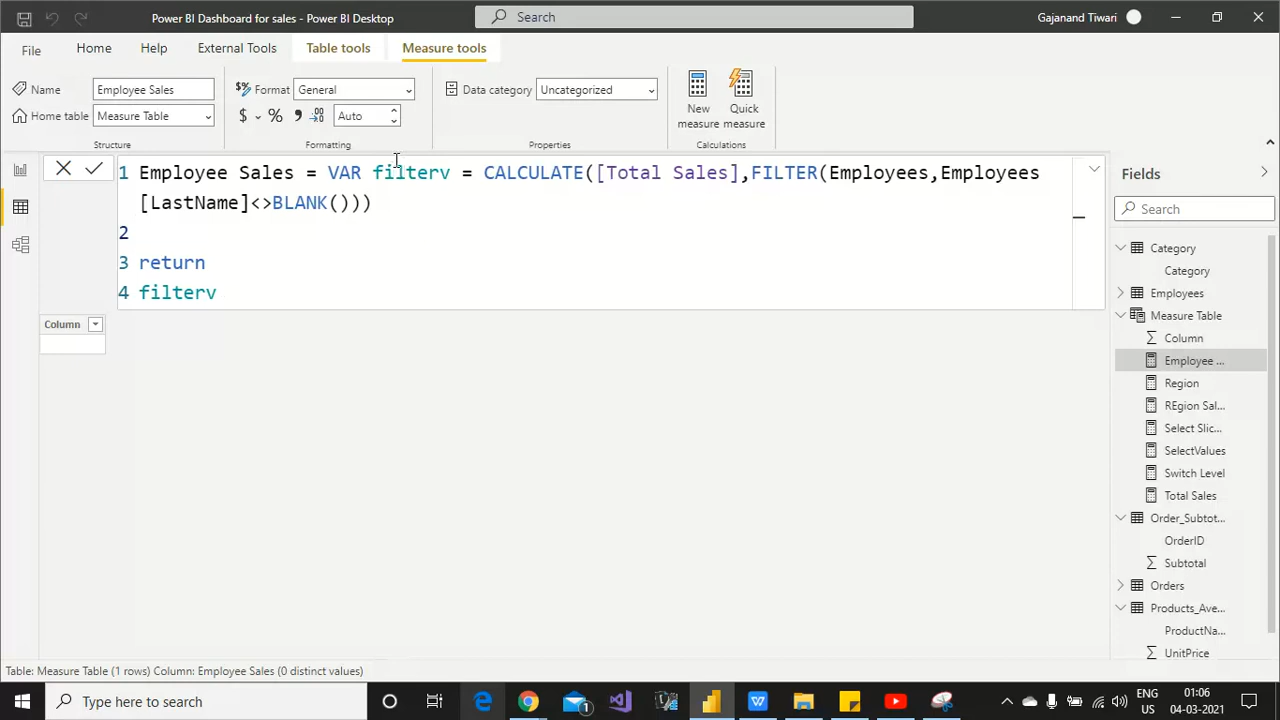 Power BI Dashboard for sales - Power BI Desktop
Search
Gajanand Tiwari
File
Home
Help
External Tools
Table tools
Measure tools
Name
Employee Sales
Home table
Measure Table
Structure
$% Format
General
$
%
Auto
Formatting
Data category
Uncategorized
Properties
New
measure
Quick
measure
Calculations
1 Employee Sales = VAR filterv = CALCULATE([Total Sales],FILTER(Employees,Employees
[LastName]<>BLANK()))
2
3 return
4 filterv
Column
Fields
Search
Category
Category
Employees
Measure Table
Column
Employee ...
Region
REgion Sal...
Select Slic...
SelectValues
Switch Level
Total Sales
Order_Subtot...
OrderID
Subtotal
Orders
Products_Ave...
ProductNa...
UnitPrice
Table: Measure Table (1 rows) Column: Employee Sales (0 distinct values)
Type here to search
1
ENG
IN
01:06
04-03-2021